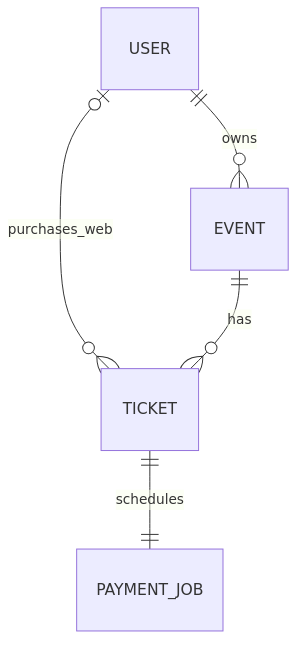 USER
owns
purchases_web
EVENT
has
TICKET
schedules
PAYMENT_JOB